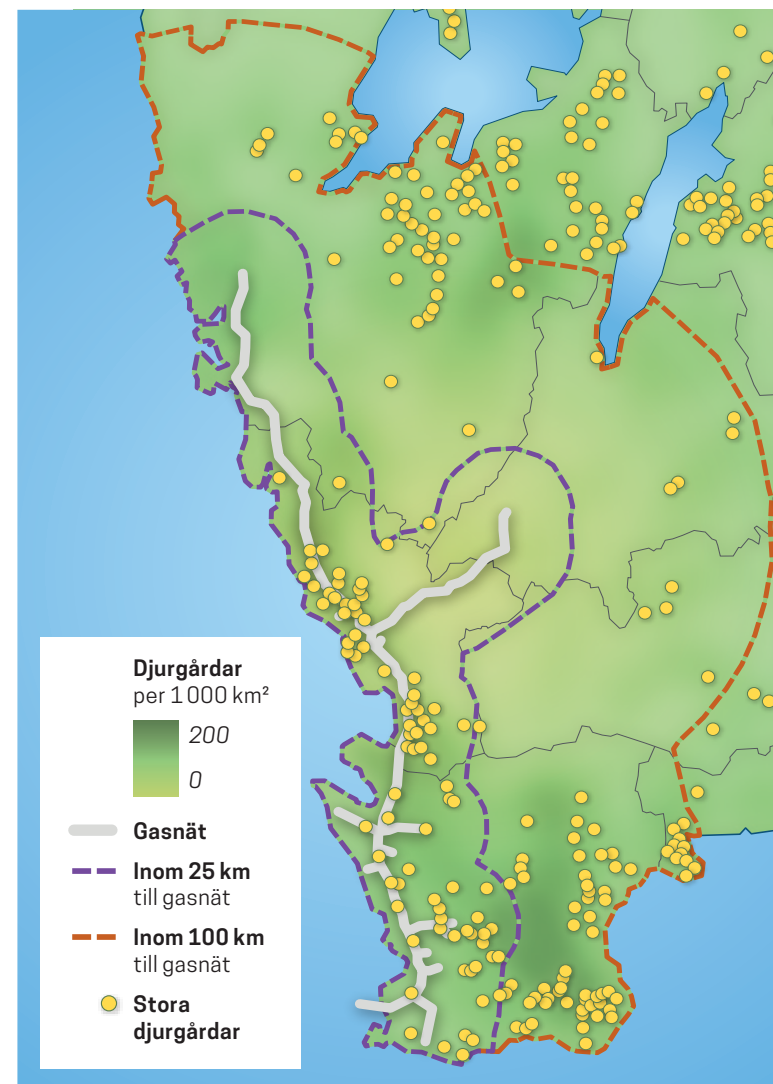 Djurgårdar
per 1 000 km²
200
0
Gasnät
Inom 25 km
till gasnät
Inom 100 km
till gasnät
Stora
djurgårdar